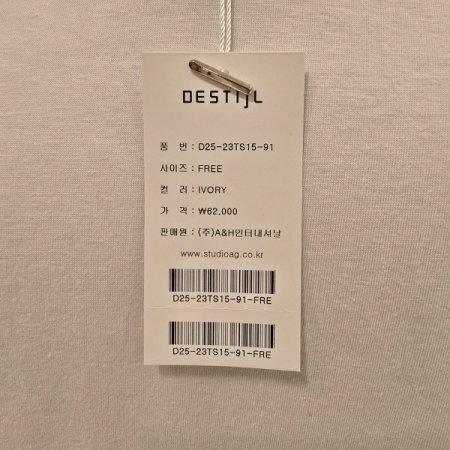 DESTIJL
품 번 : D25-23TS15-91
사이즈 : FREE
컬 러 : IVORY
가 격 : ₩62,000
판매원 : (주)A&H인터내셔날
www.studioag.co.kr
D25-23TS15-91-FRE
D25-23TS15-91-FRE